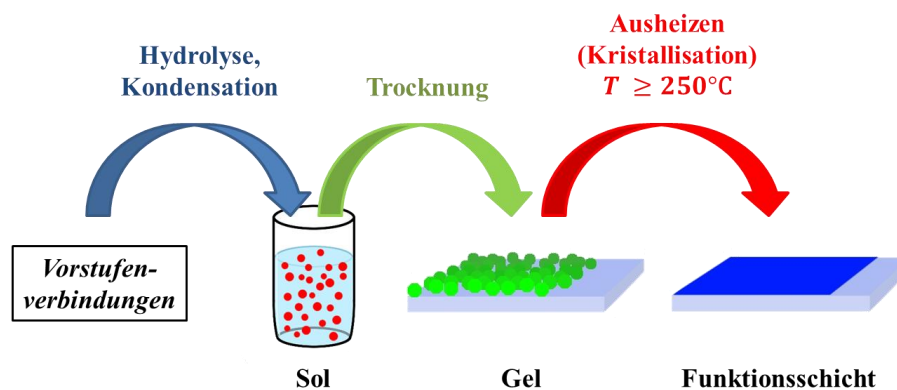 Hydrolyse,
Kondensation
Trocknung
Ausheizen
(Kristallisation)
T ≥ 250°C
Vorstufen-
verbindungen
Sol
Gel
Funktionsschicht